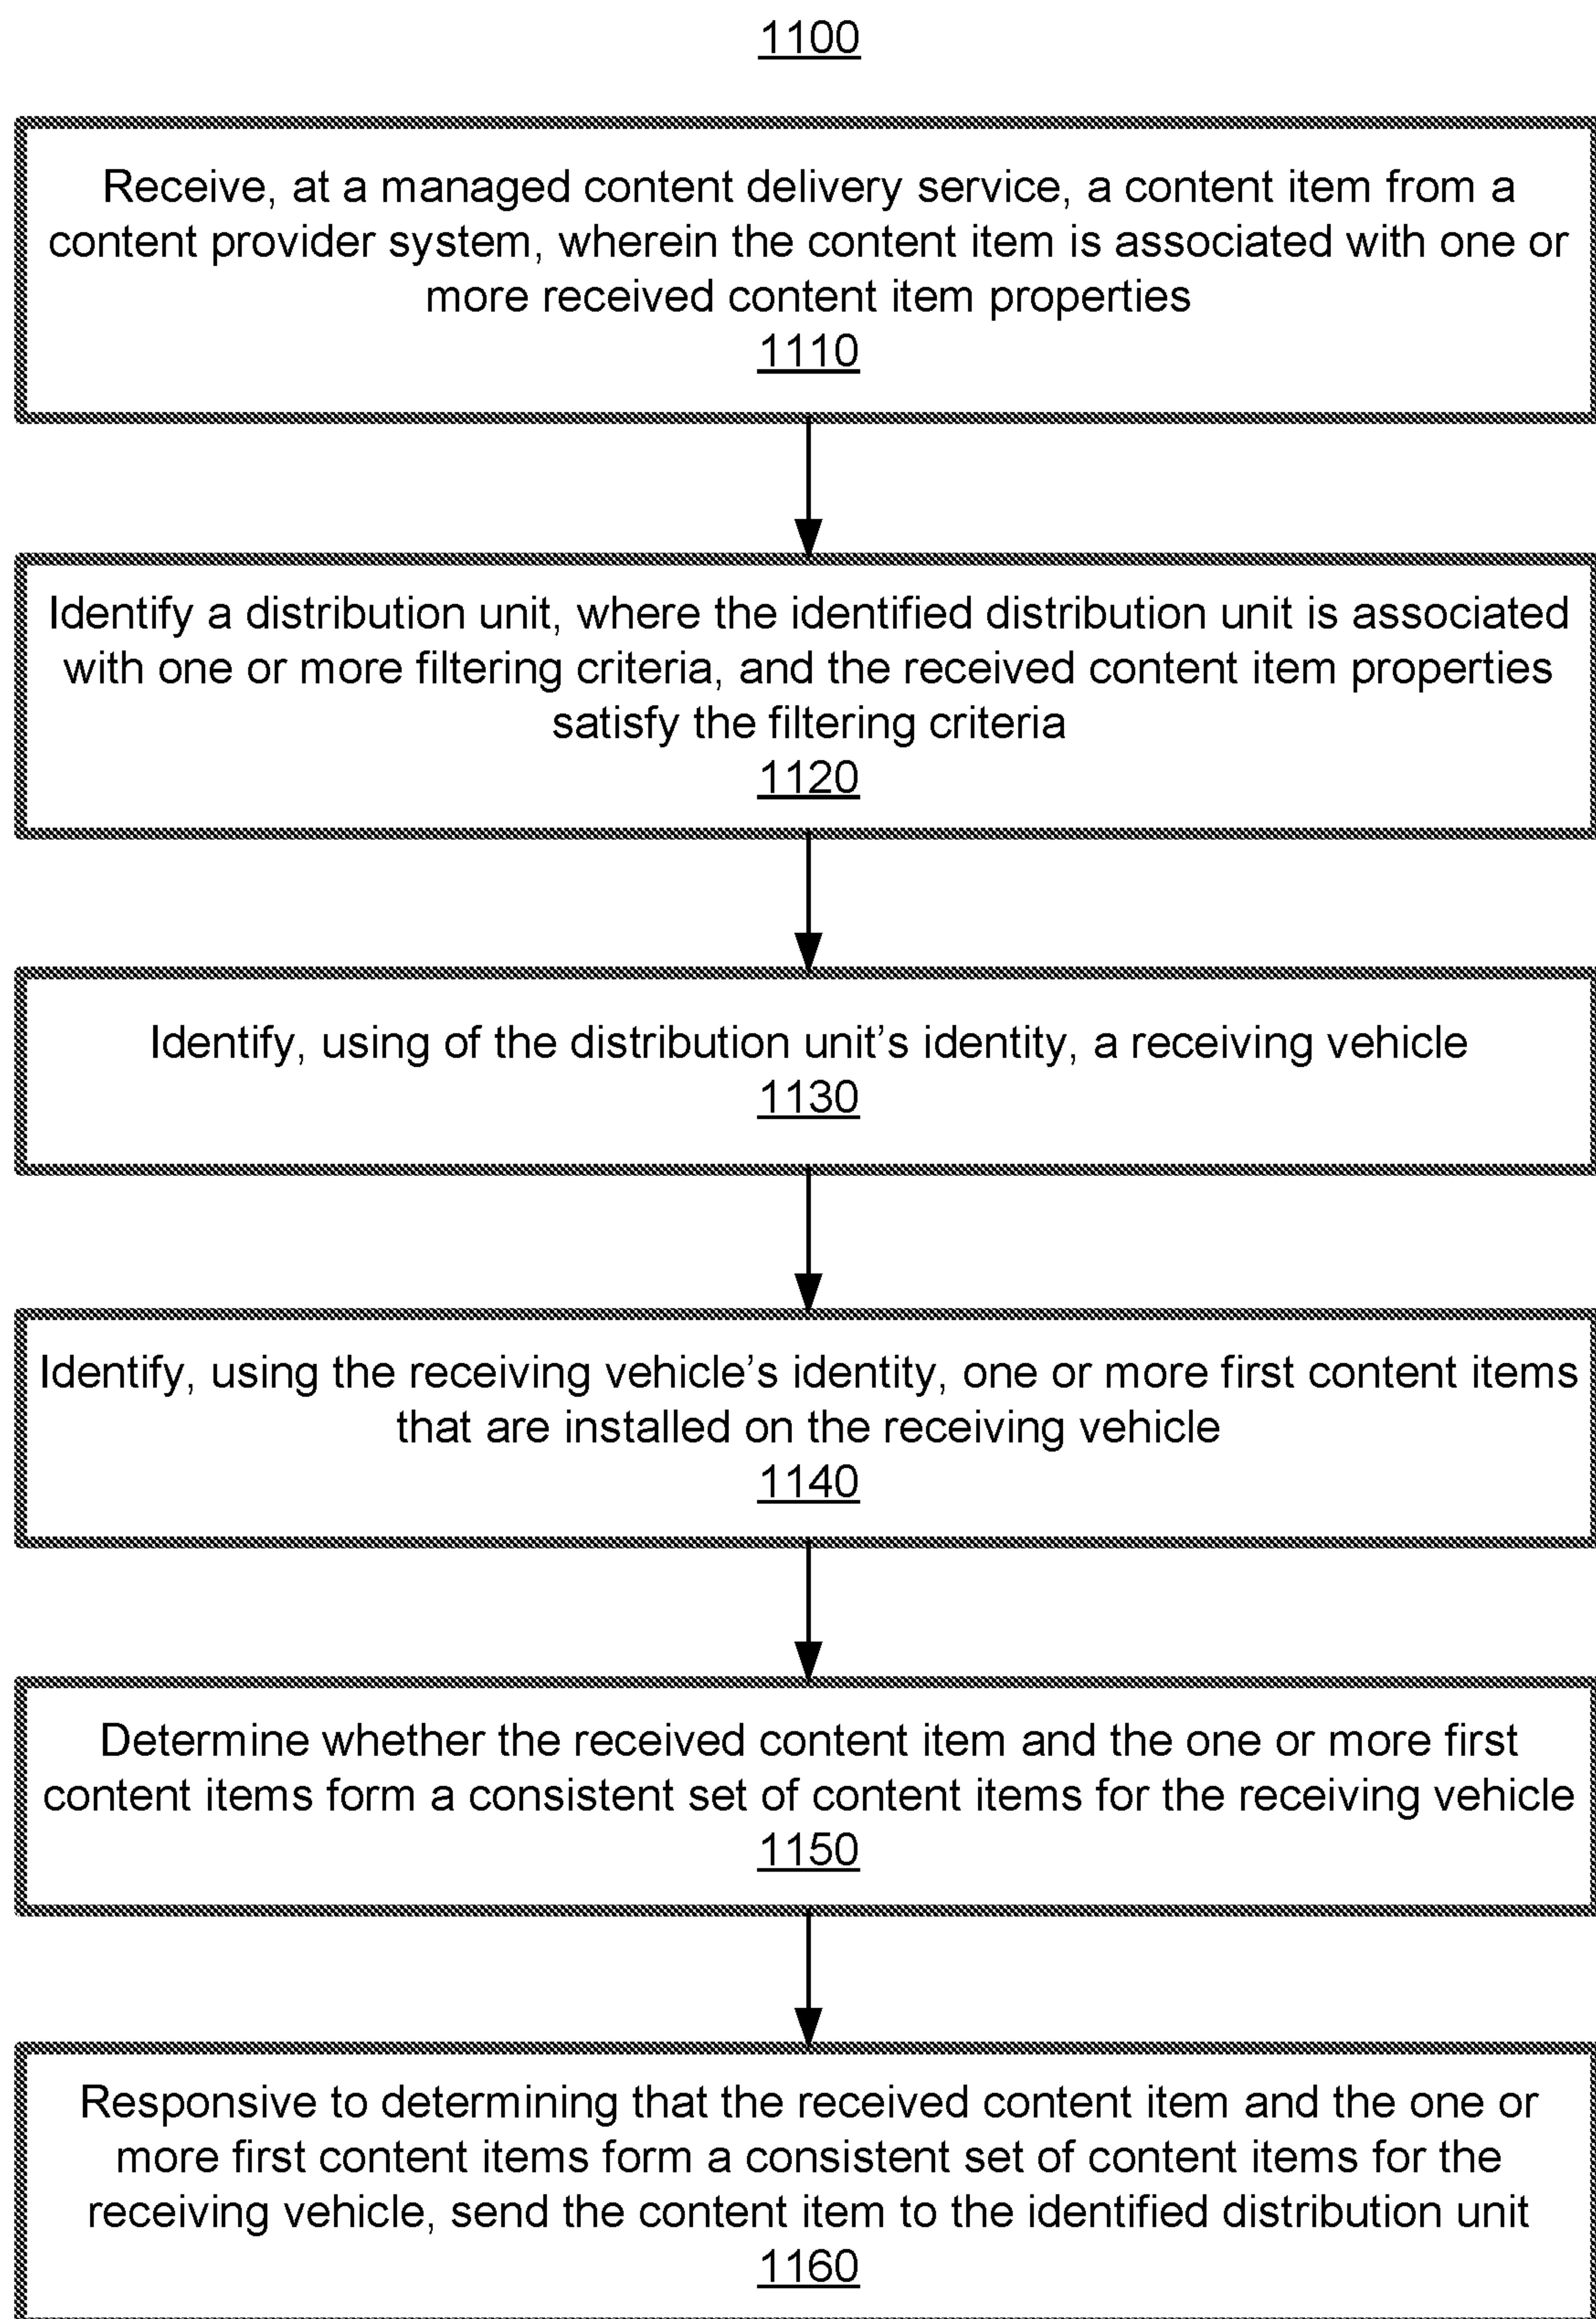 1100
Receive, at a managed content delivery service, a content item from a
content provider system, wherein the content item is associated with one or
more received content item properties
1110
Identify a distribution unit, where the identified distribution unit is associated
with one or more filtering criteria, and the received content item properties
satisfy the filtering criteria
1120
Identify, using of the distribution unit's identity, a receiving vehicle
1130
Identify, using the receiving vehicle's identity, one or more first content items
that are installed on the receiving vehicle
1140
Determine whether the received content item and the one or more first
content items form a consistent set of content items for the receiving vehicle
1150
Responsive to determining that the received content item and the one or
more first content items form a consistent set of content items for the
receiving vehicle, send the content item to the identified distribution unit
1160